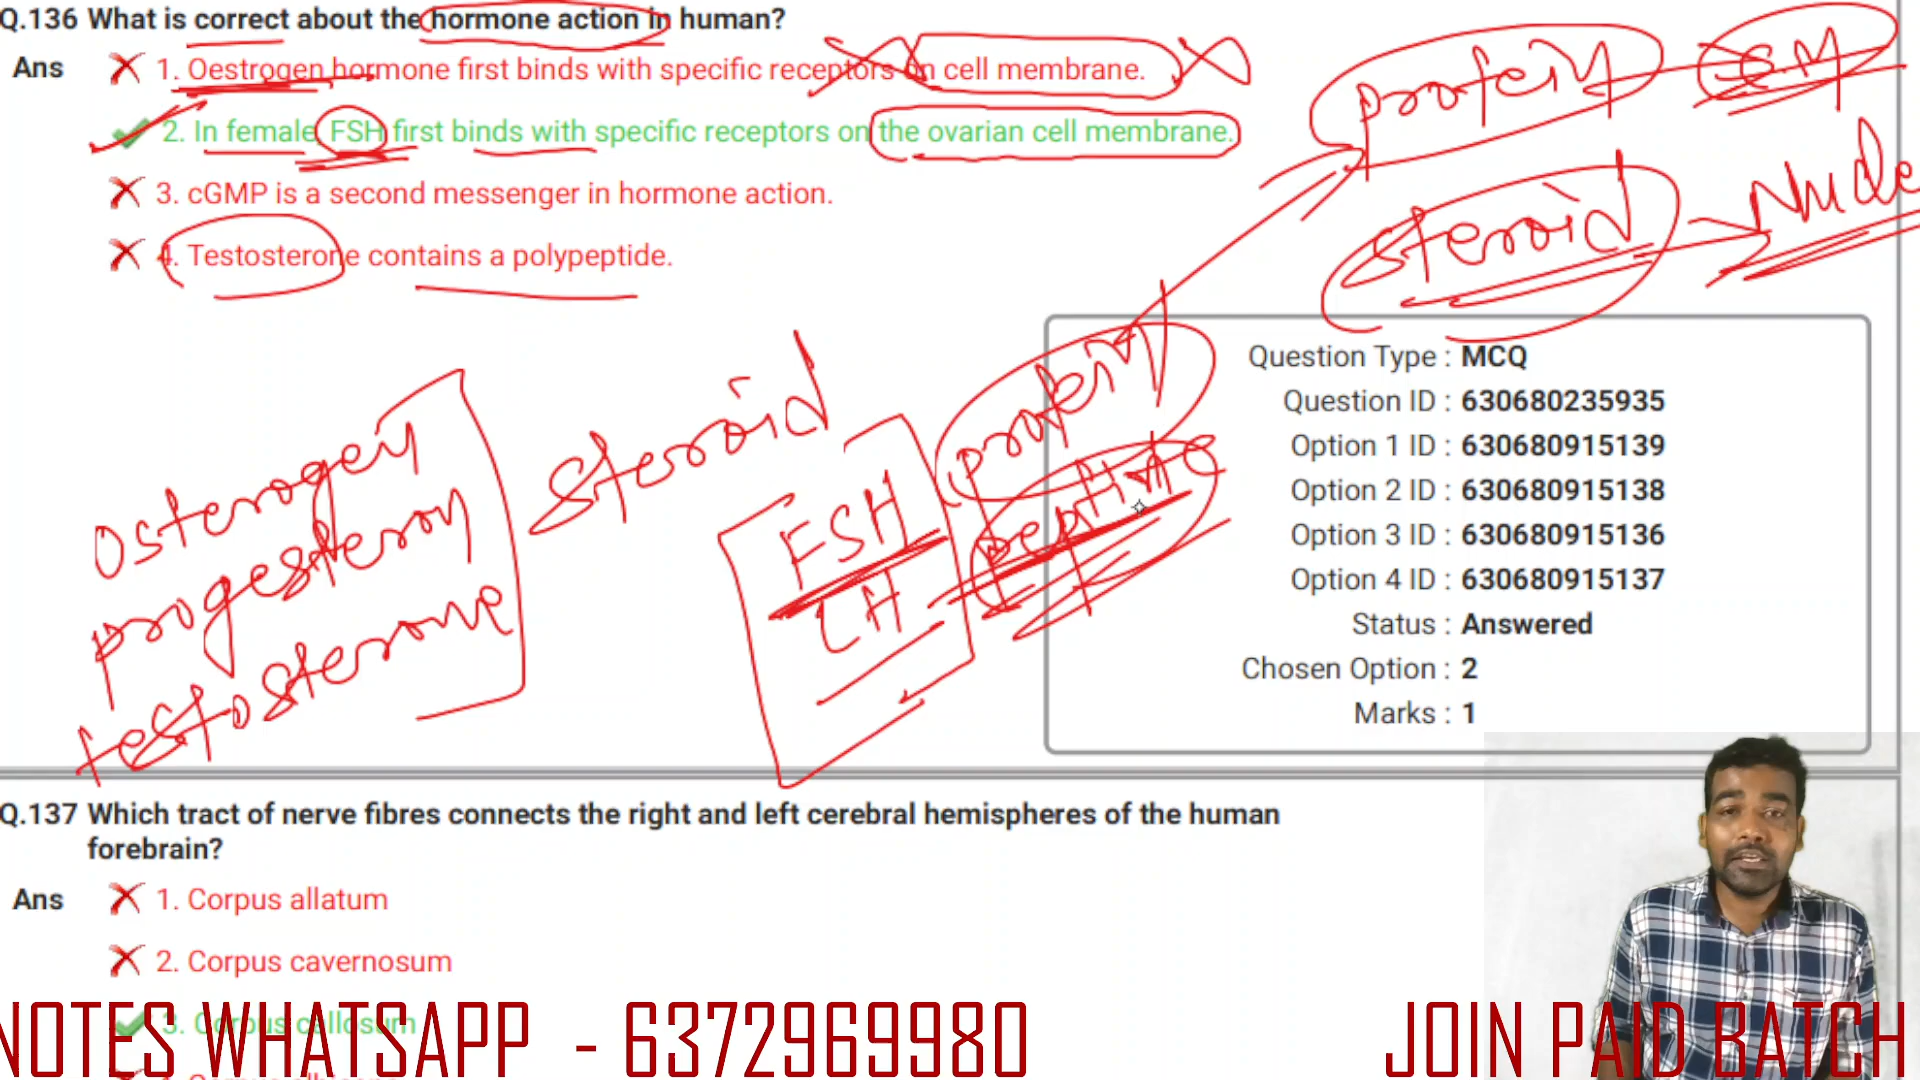 Q.136 What is correct about the hormone action in human?
Ans 1. Oestrogen hormone first binds with specific receptors on cell membrane.
2. In female FSH first binds with specific receptors on the ovarian cell membrane.
3. cGMP is a second messenger in hormone action.
4. Testosterone contains a polypeptide.
protein
steroid
Osterogen
progesteron
testosterone
steroid
FSH
LH
protein
peptide
Question Type : MCQ
Question ID : 630680235935
Option 1 ID : 630680915139
Option 2 ID : 630680915138
Option 3 ID : 630680915136
Option 4 ID : 630680915137
Status : Answered
Chosen Option : 2
Marks : 1
Q.137 Which tract of nerve fibres connects the right and left cerebral hemispheres of the human
forebrain?
Ans 1. Corpus allatum
2. Corpus cavernosum
3. Corpus callosum
NOTES WHATSAPP - 6372969980
JOIN PAID BATCH